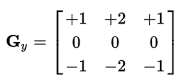 G_y = [ +1 +2 +1
0 0 0
-1 -2 -1 ]